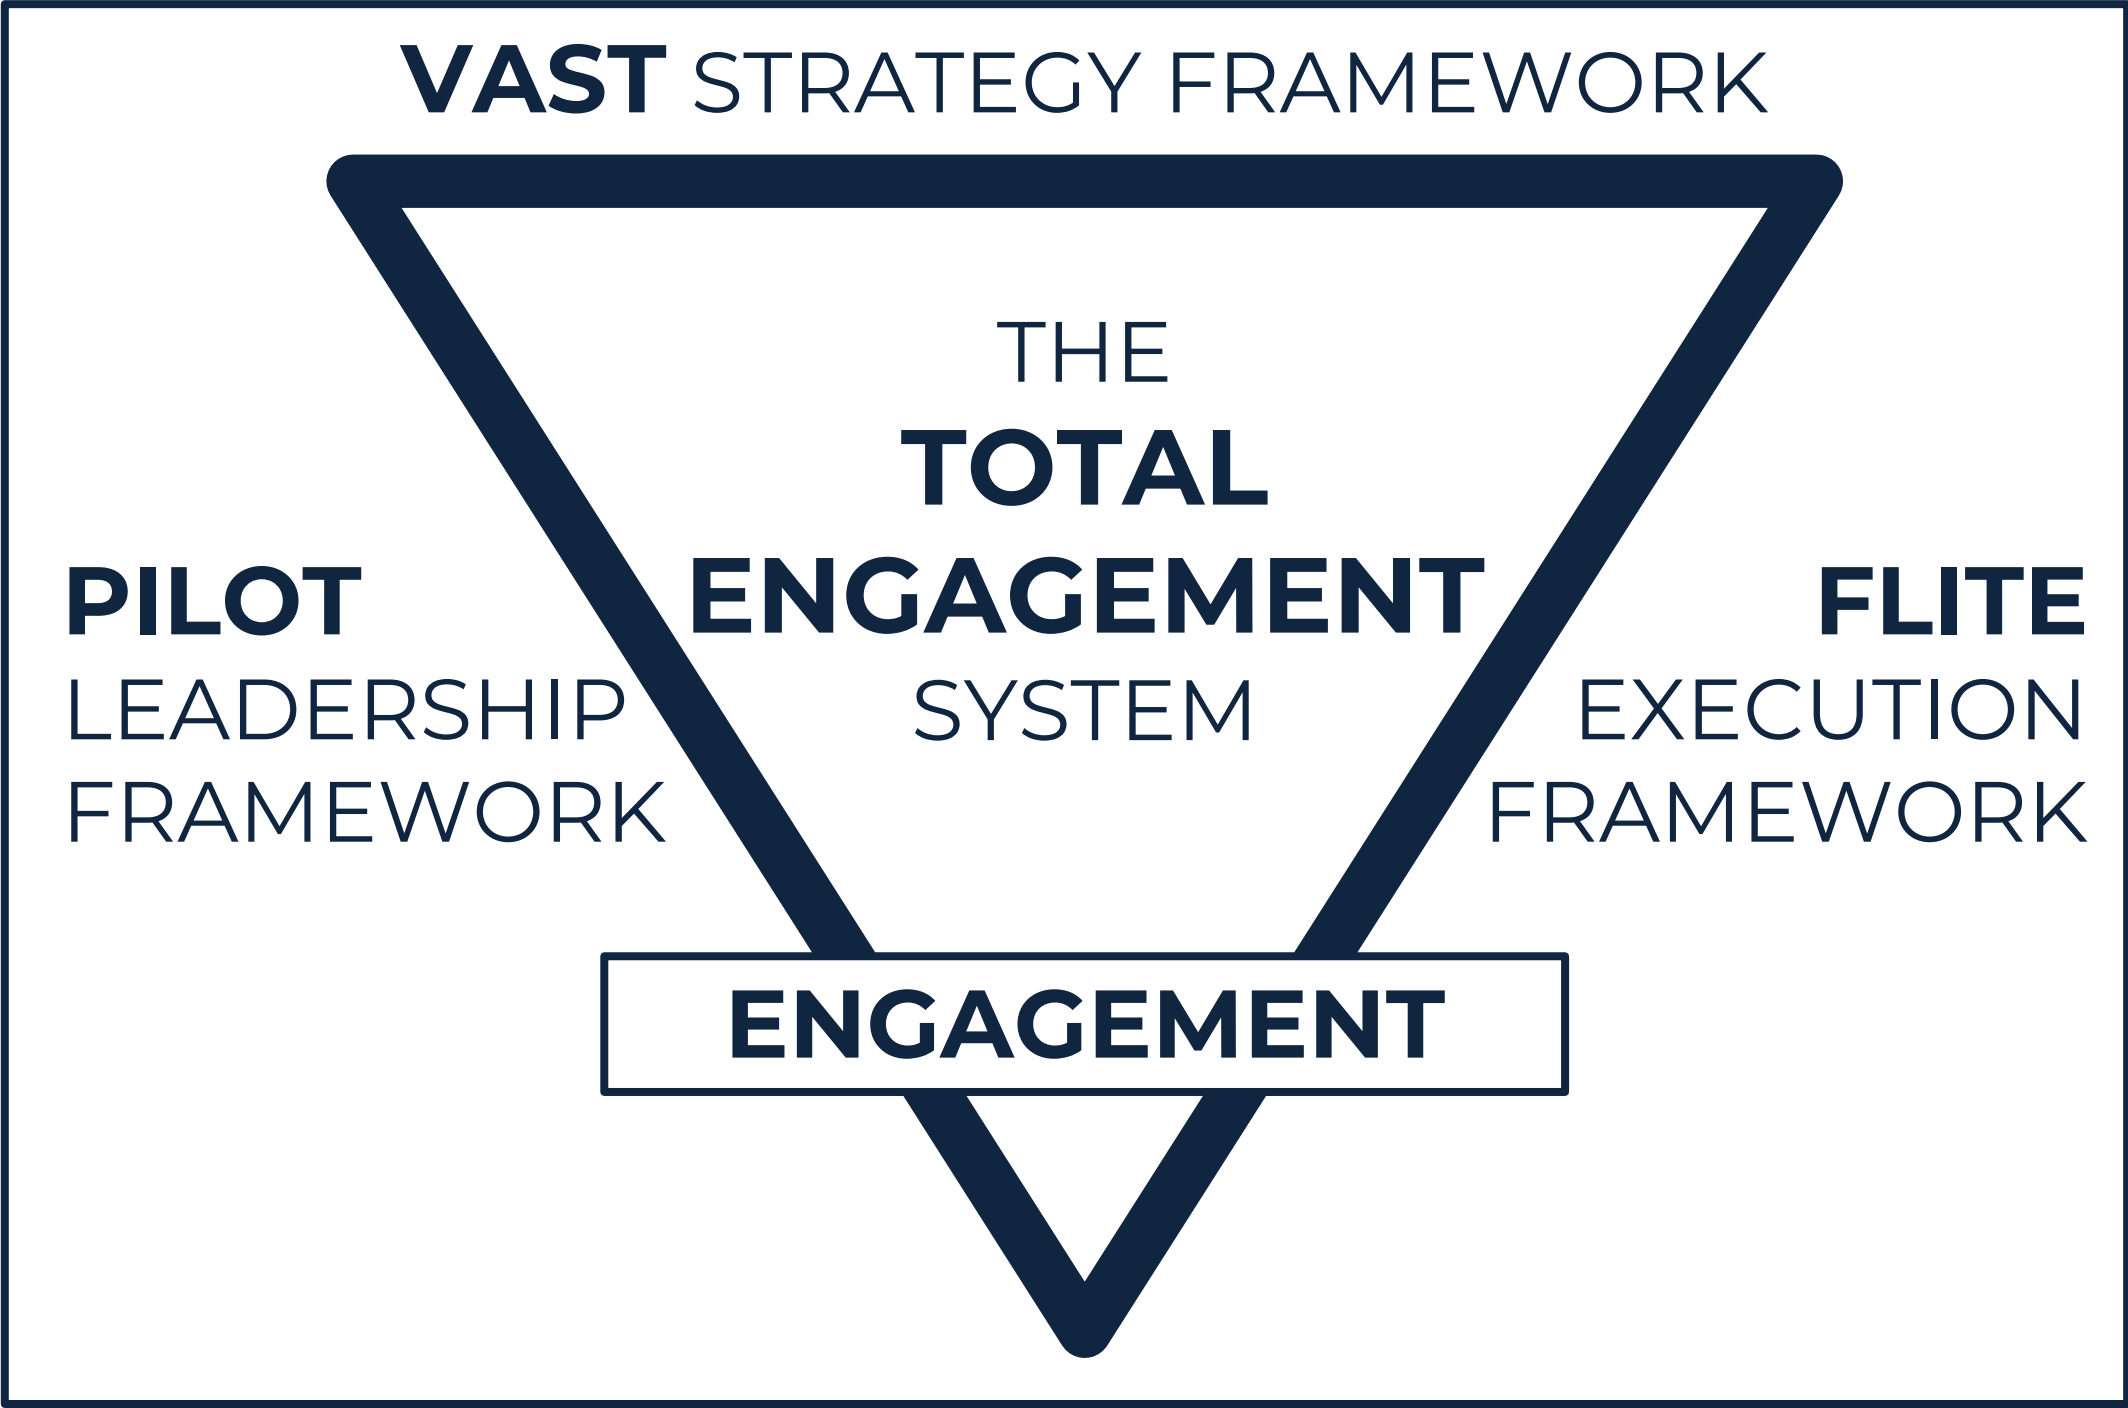 VAST STRATEGY FRAMEWORK
THE
TOTAL
ENGAGEMENT
SYSTEM
PILOT
LEADERSHIP
FRAMEWORK
FLITE
EXECUTION
FRAMEWORK
ENGAGEMENT